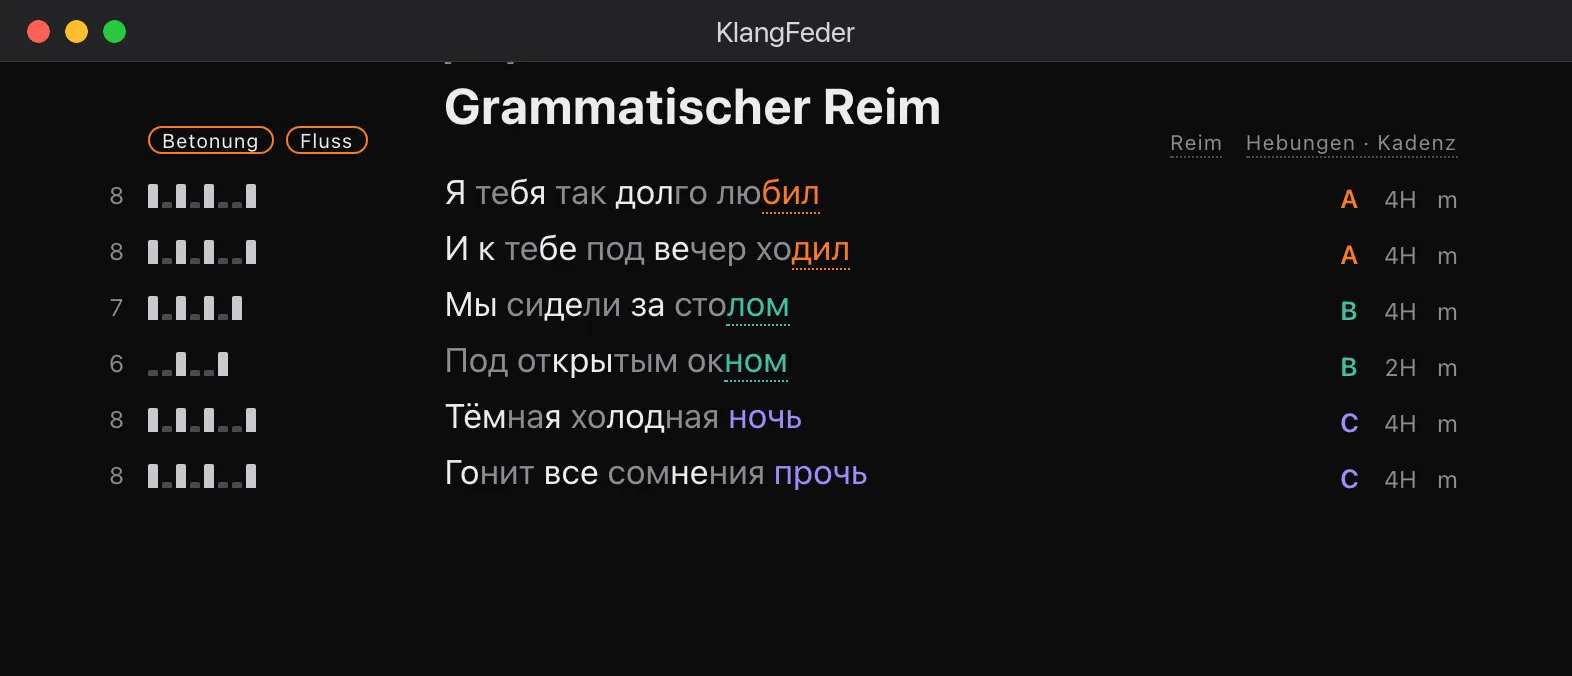 KlangFeder
Grammatischer Reim
Betonung Fluss Reim Hebungen · Kadenz
8 Я тебя так долго любил A 4H m
8 И к тебе под вечер ходил A 4H m
7 Мы сидели за столом B 4H m
6 Под открытым окном B 2H m
8 Тёмная холодная ночь C 4H m
8 Гонит все сомнения прочь C 4H m